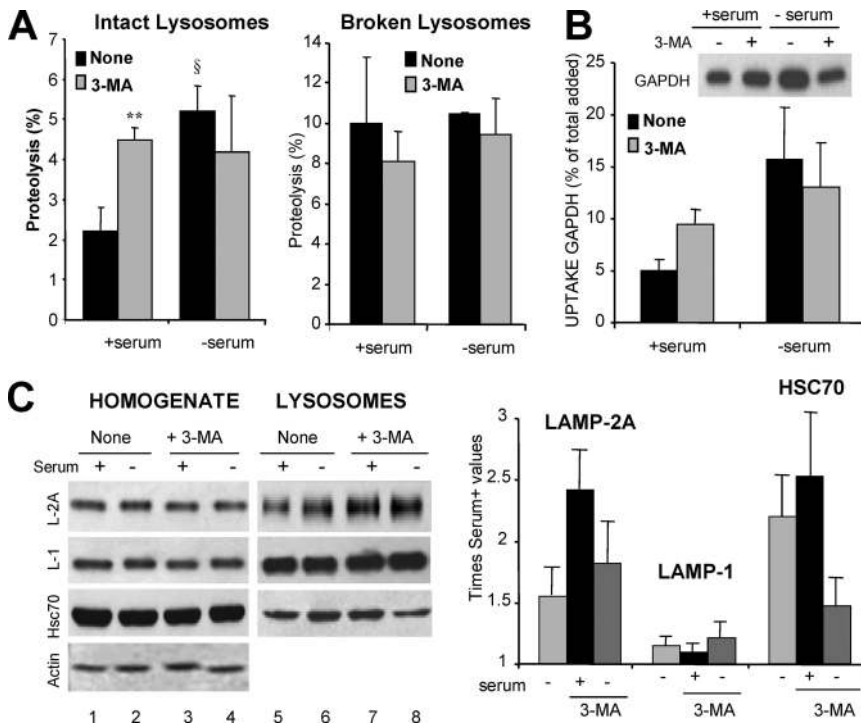 A
Intact Lysosomes
Proteolysis (%)
7
6
5
4
3
2
1
0
None
3-MA
**
§
+serum
-serum
Broken Lysosomes
Proteolysis (%)
14
12
10
8
6
4
2
0
None
3-MA
+serum
-serum
B
+serum - serum
3-MA - + - +
GAPDH
UPTAKE GAPDH (% of total added)
25
20
15
10
5
0
None
3-MA
+serum
-serum
C
HOMOGENATE LYSOSOMES
None + 3-MA None + 3-MA
Serum + - + - + - + -
L-2A
L-1
Hsc70
Actin
1 2 3 4 5 6 7 8
Times Serum+ values
3
2.5
2
1.5
1
LAMP-2A
LAMP-1
HSC70
serum - + - - + - - + -
3-MA 3-MA 3-MA